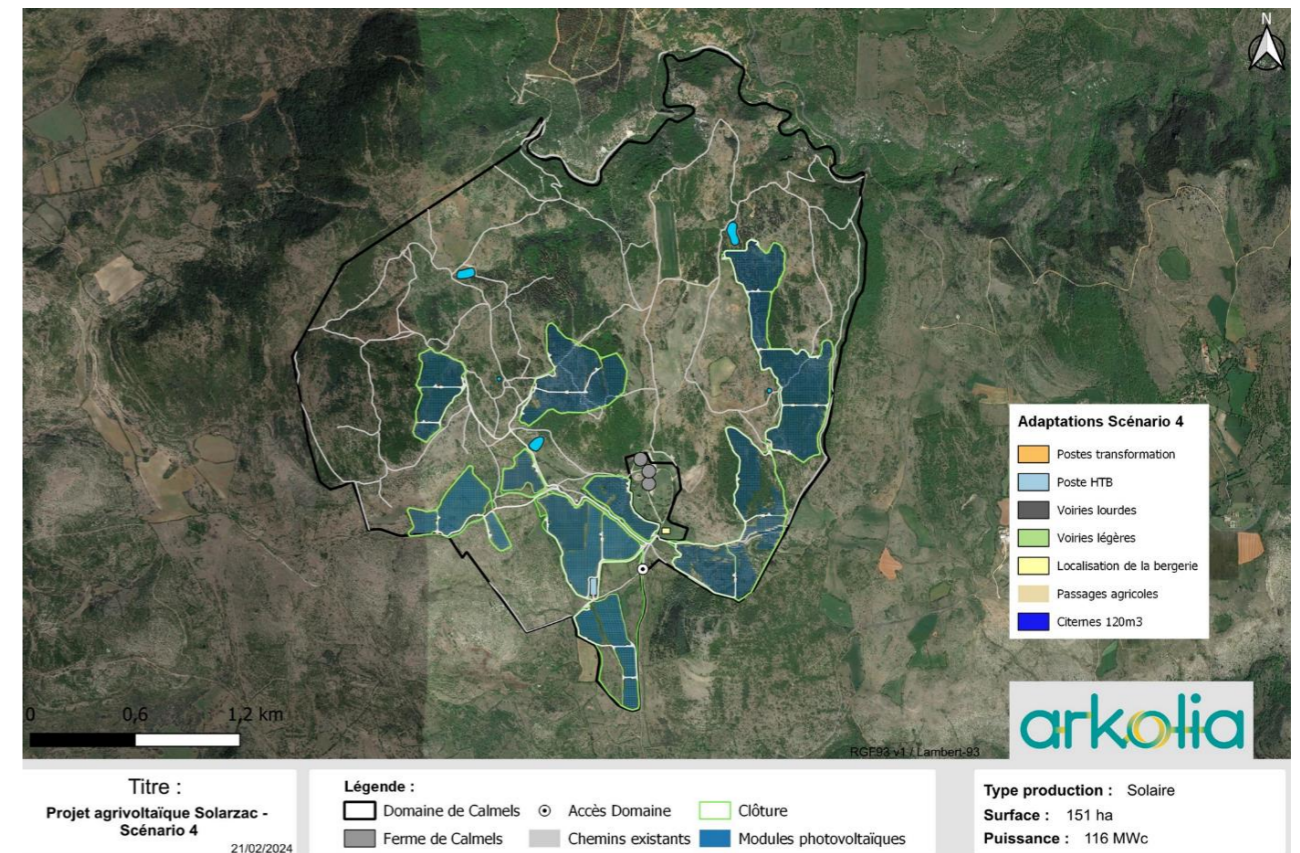 N
Adaptations Scénario 4
Postes transformation
Poste HTB
Voiries lourdes
Voiries légères
Localisation de la bergerie
Passages agricoles
Citernes 120m3
0 0,6 1,2 km
arkolia
RGF93 v1 / Lambert-93
Titre :
Projet agrivoltaïque Solarzac -
Scénario 4
21/02/2024
Légende :
Domaine de Calmels Accès Domaine Clôture
Ferme de Calmels Chemins existants Modules photovoltaïques
Type production : Solaire
Surface : 151 ha
Puissance : 116 MWc